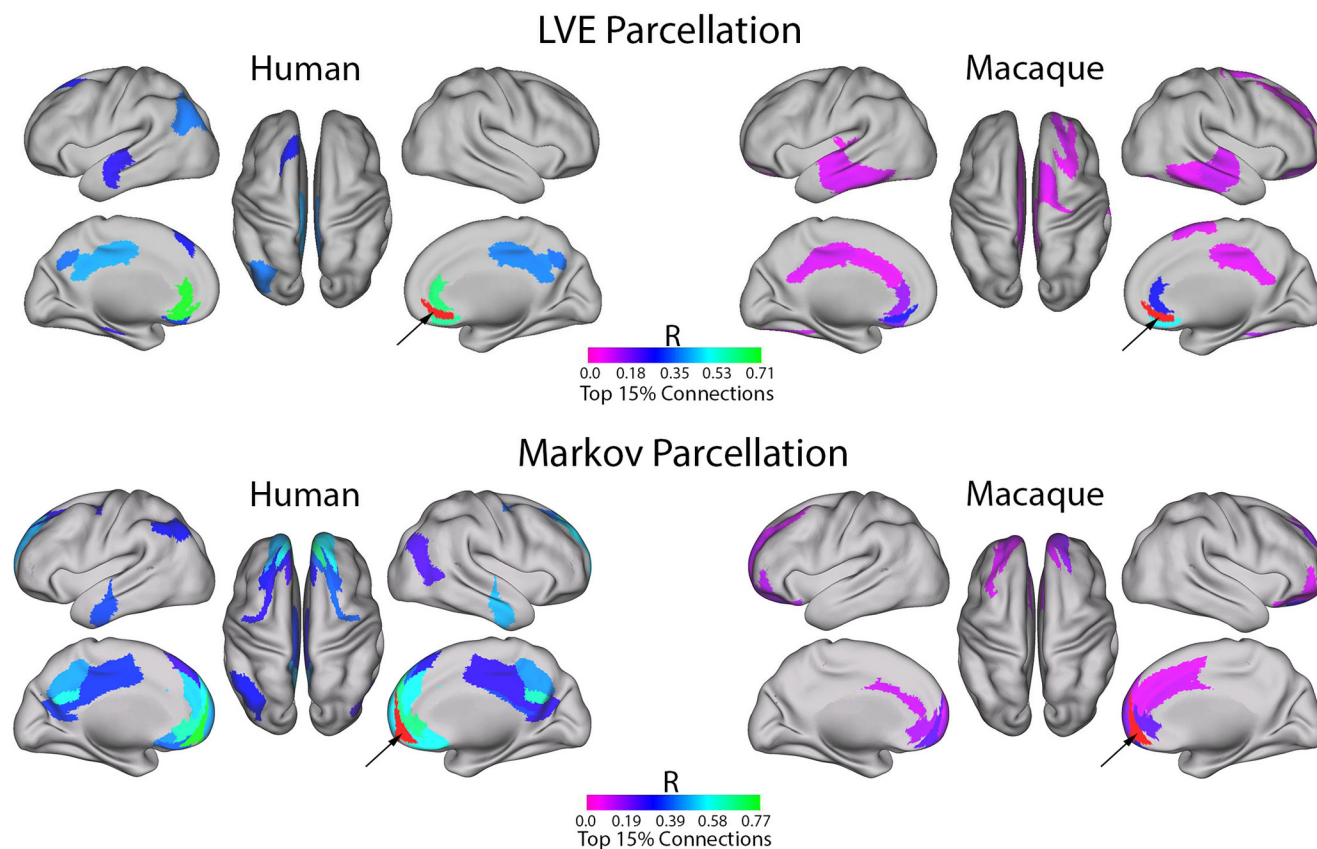 LVE Parcellation
Human
Macaque
R
0.0 0.18 0.35 0.53 0.71
Top 15% Connections
Markov Parcellation
Human
Macaque
R
0.0 0.19 0.39 0.58 0.77
Top 15% Connections